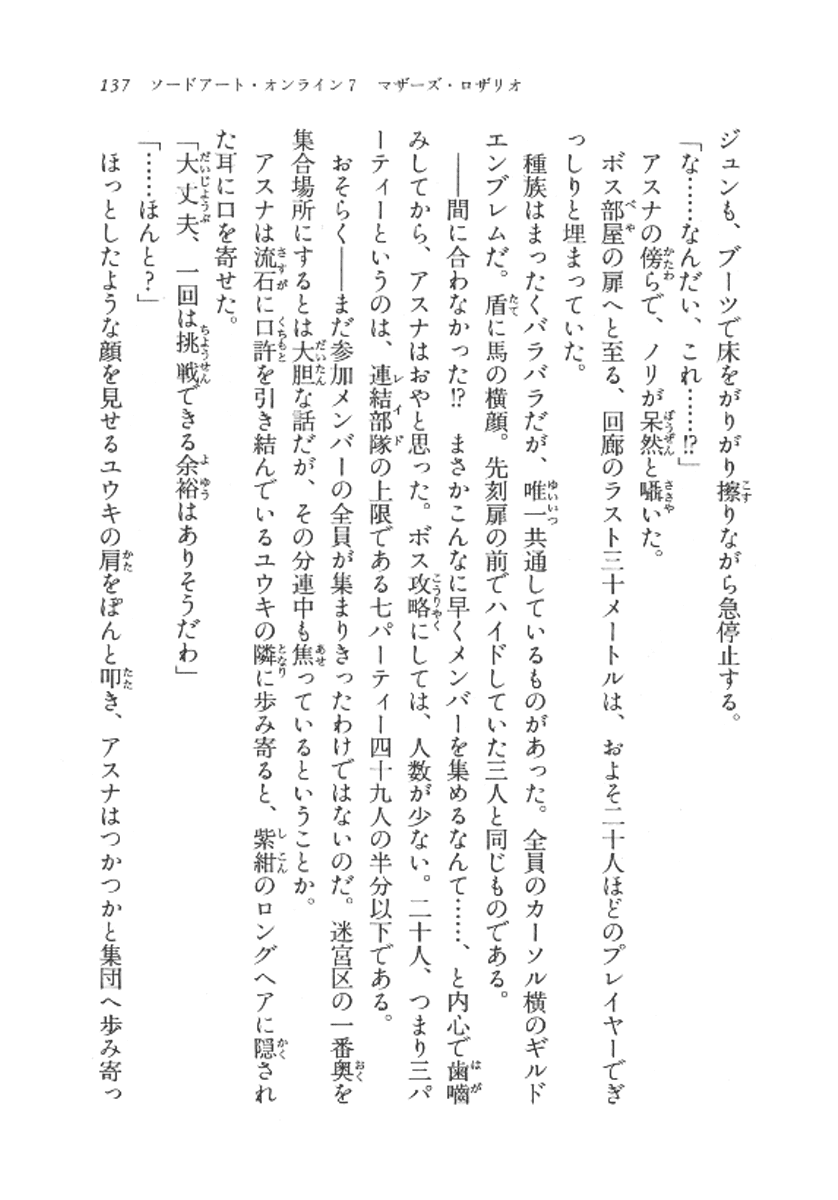 137　ソードアート・オンライン7　マザーズ・ロザリオ
ジュンも、ブーツで床をがりがり擦りながら急停止する。
「な……なんだい、これ……!?」
アスナの傍らで、ノリが呆然と囁いた。
ボス部屋の扉へと至る、回廊のラスト三十メートルは、およそ二十人ほどのプレイヤーでぎ
っしりと埋まっていた。
種族はまったくバラバラだが、唯一共通しているものがあった。全員のカーソル横のギルド
エンブレムだ。盾に馬の横顔。先刻扉の前でハイドしていた三人と同じものである。
――間に合わなかった!?　まさかこんなに早くメンバーを集めるなんて……、と内心で歯噛
みしてから、アスナはおやと思った。ボス攻略にしては、人数が少ない。二十人、つまり三パ
ーティーというのは、連結部隊の上限である七パーティー四十九人の半分以下である。
おそらく――まだ参加メンバーの全員が集まりきったわけではないのだ。迷宮区の一番奥を
集合場所にするとは大胆な話だが、その分連中も焦っているということか。
アスナは流石に口許を引き結んでいるユウキの隣に歩み寄ると、紫紺のロングヘアに隠され
た耳に口を寄せた。
「大丈夫、一回は挑戦できる余裕はありそうだわ」
「……ほんと？」
ほっとしたような顔を見せるユウキの肩をぽんと叩き、アスナはつかつかと集団へ歩み寄っ